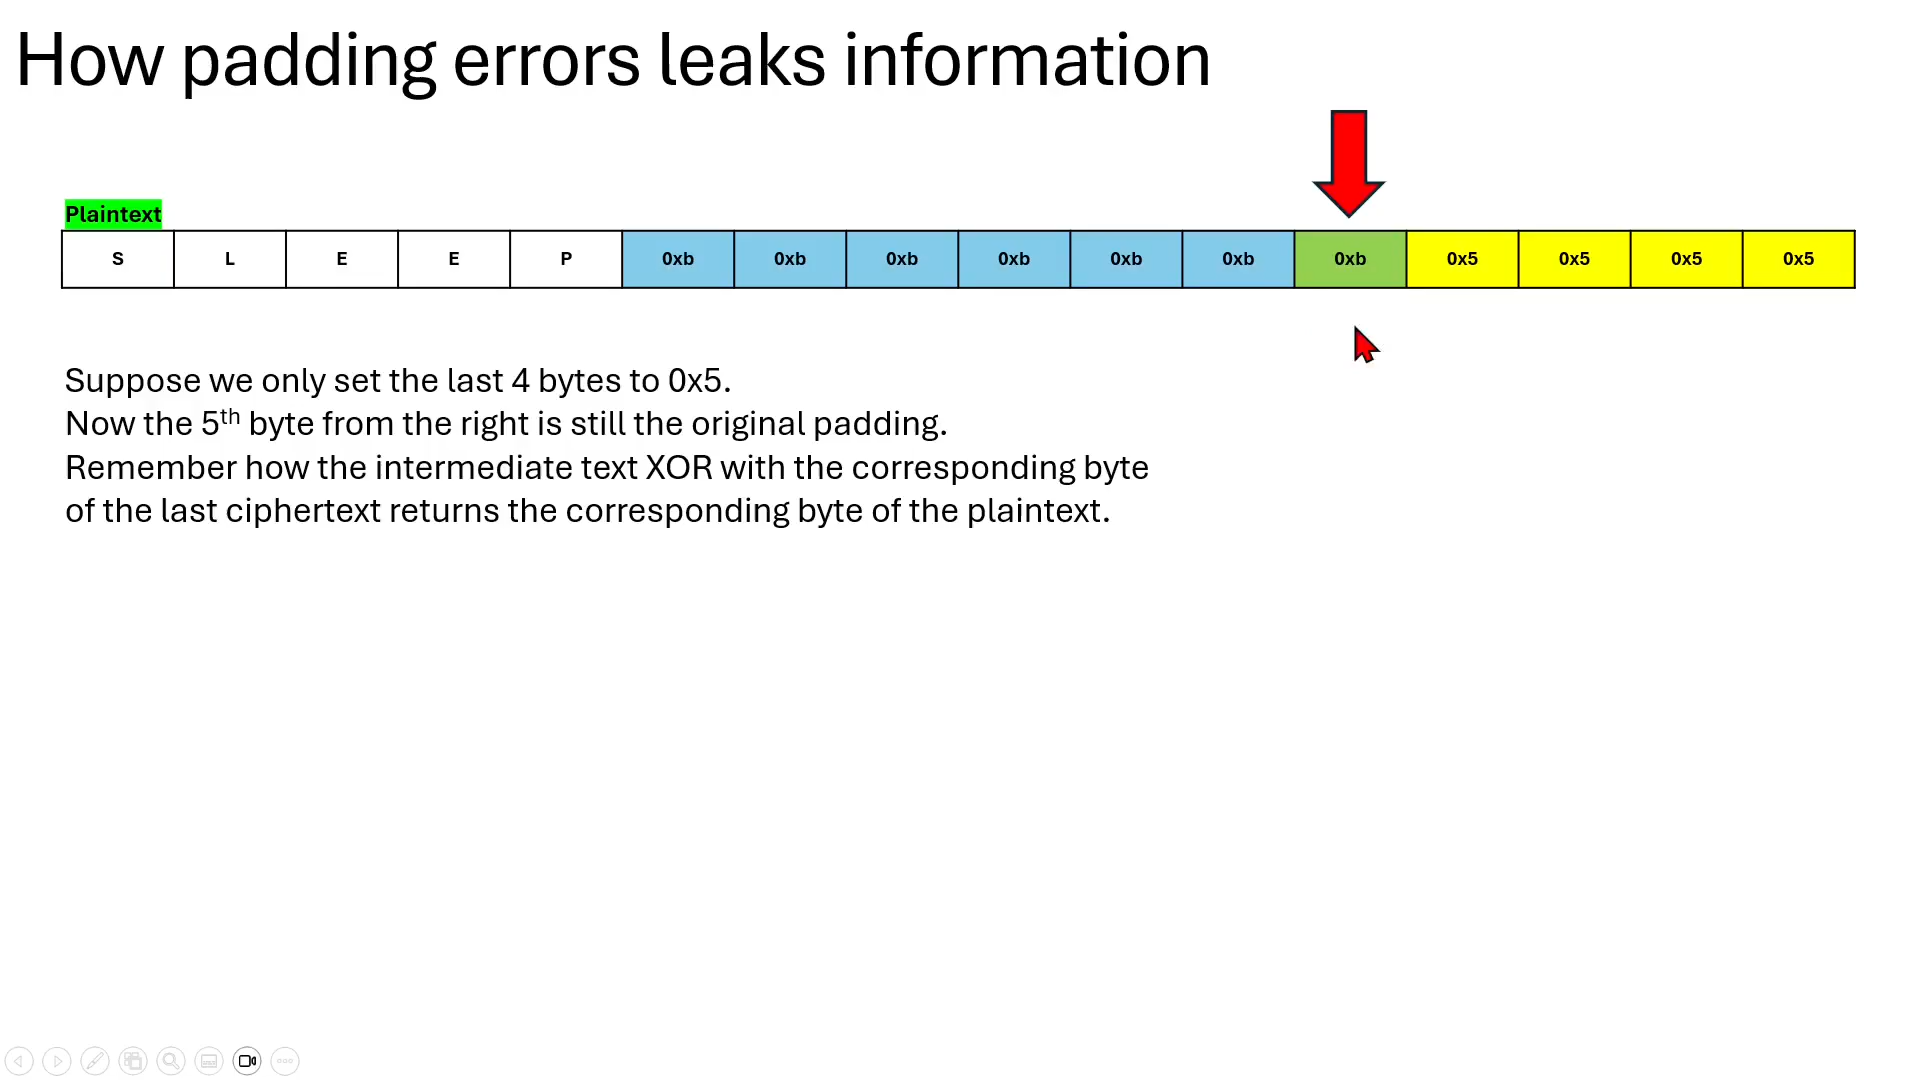 How padding errors leaks information
Plaintext
S L E E P 0xb 0xb 0xb 0xb 0xb 0xb 0xb 0x5 0x5 0x5 0x5
Suppose we only set the last 4 bytes to 0x5.
Now the 5th byte from the right is still the original padding.
Remember how the intermediate text XOR with the corresponding byte
of the last ciphertext returns the corresponding byte of the plaintext.